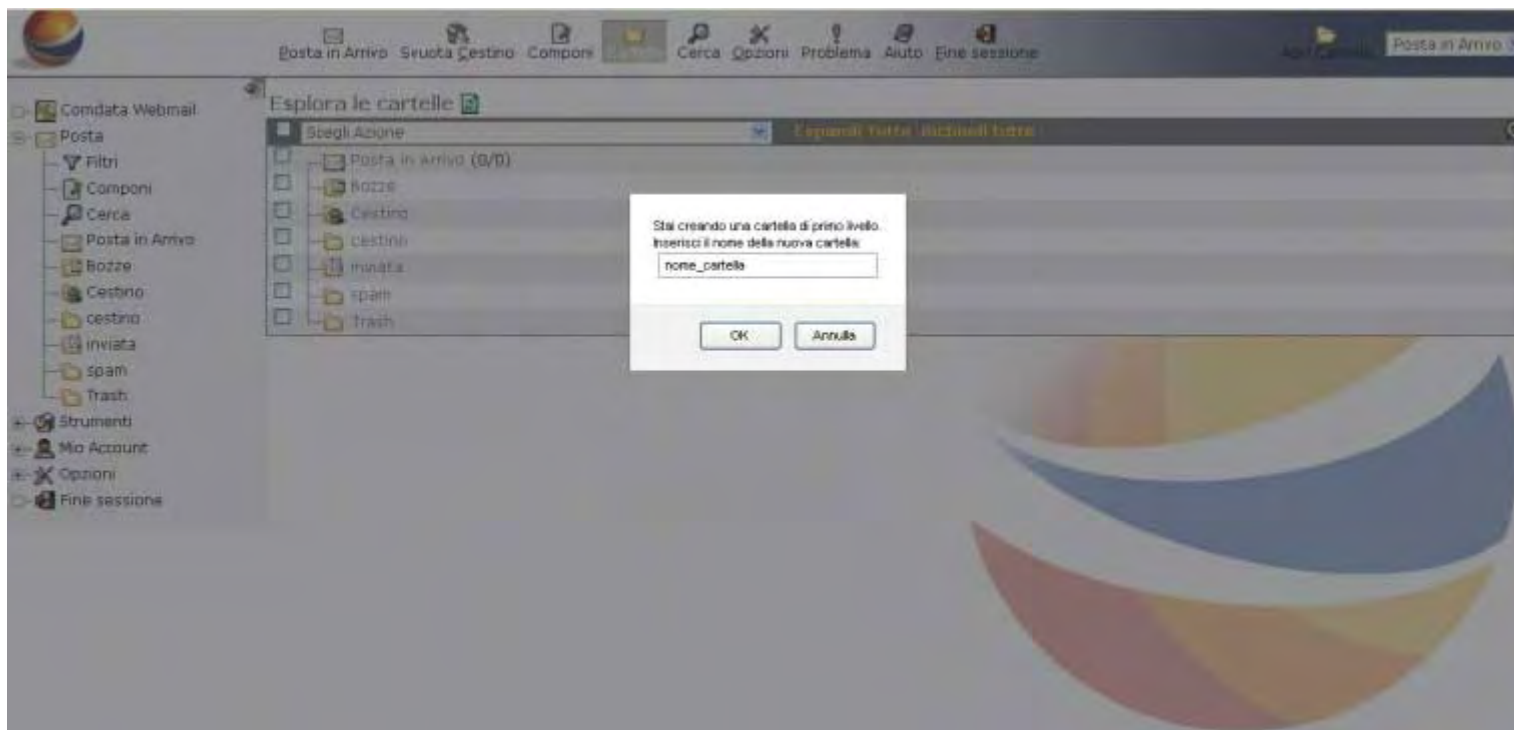 Posta in Arrivo Svuota Cestino Componi Cerca Opzioni Problema Aiuto Fine sessione
Posta in Arrivo
Comdata Webmail
Posta
Filtri
Componi
Cerca
Posta in Arrivo
Bozze
Cestino
cestino
inviata
spam
Trash
Strumenti
Mio Account
Opzioni
Fine sessione
Esplora le cartelle
Scegli Azione
Espandi tutte Richiudi tutte
Posta in Arrivo (0/0)
Bozze
Cestino
cestino
inviata
spam
Trash
Stai creando una cartella di primo livello.
Inserisci il nome della nuova cartella:
nome_cartella
OK Annulla